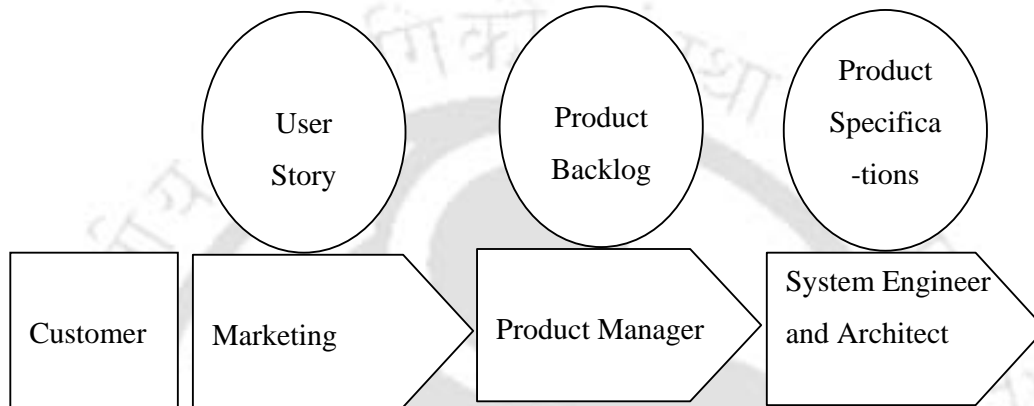 User
Story
Product
Backlog
Product
Specifica
-tions
Customer
Marketing
Product Manager
System Engineer
and Architect